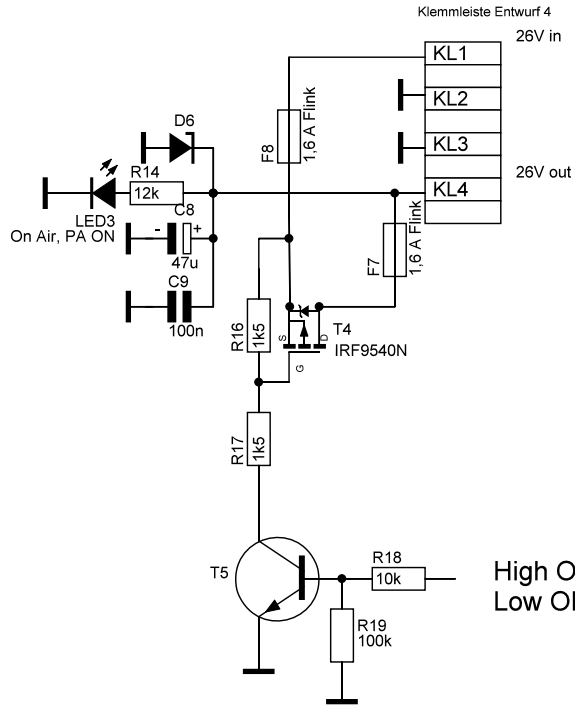 Klemmleiste Entwurf 4
26V in
KL1
KL2
KL3
26V out
KL4
F8
1,6 A Flink
D6
R14
12k
LED3
On Air, PA ON
C8
- +
47u
C9
100n
F7
1,6 A Flink
R16
1k5
S
D
G
T4
IRF9540N
R17
1k5
T5
R18
10k
High O
Low O
R19
100k